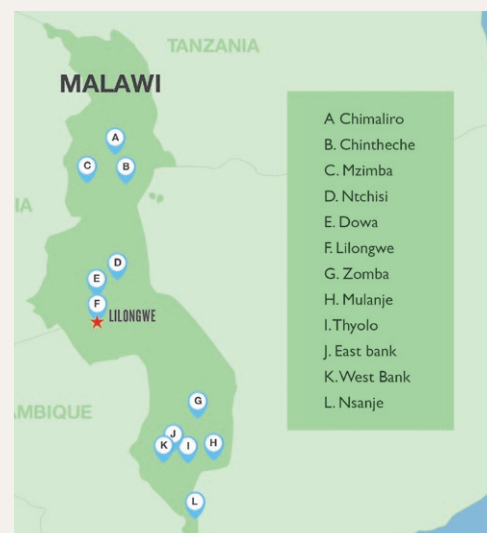 TANZANIA
MALAWI
A
C
B
IA
D
E
F
LILONGWE
G
MBIQUE
J
K
I
H
L
A Chimaliro
B. Chintheche
C. Mzimba
D. Ntchisi
E. Dowa
F. Lilongwe
G. Zomba
H. Mulanje
I. Thyolo
J. East bank
K. West Bank
L. Nsanje